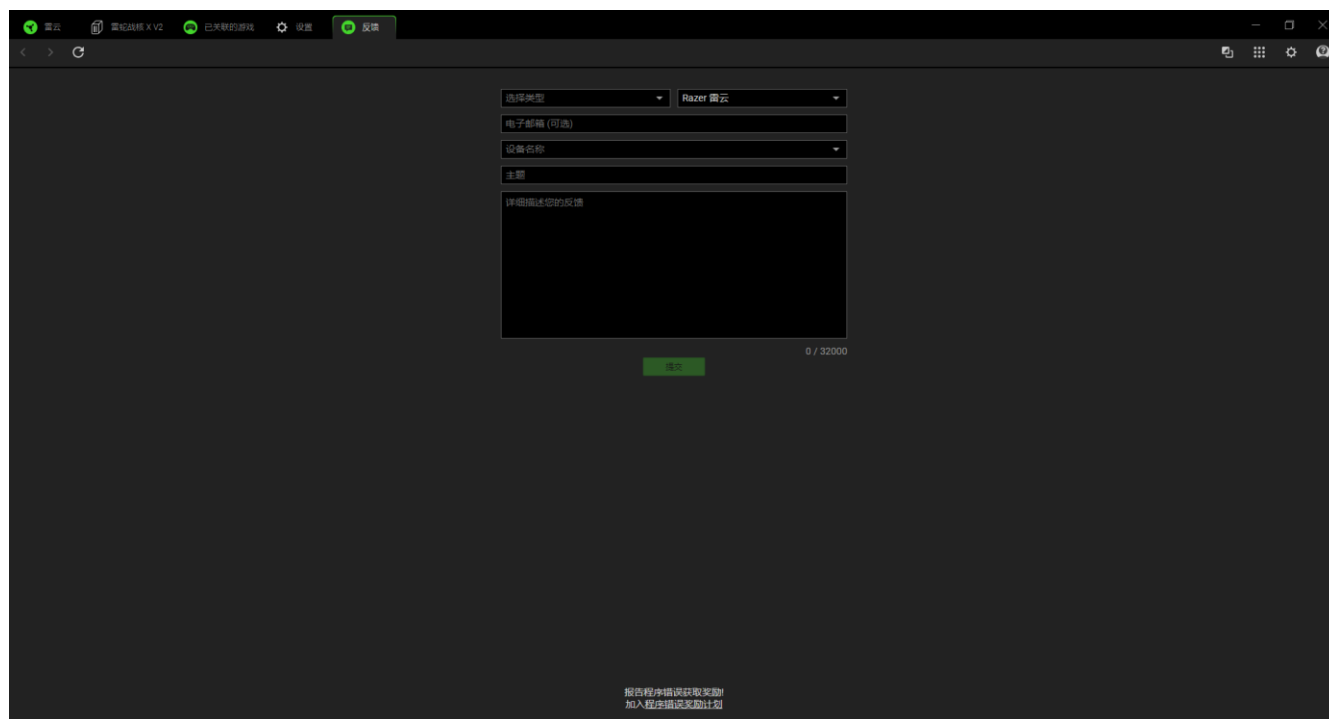 雷云 雷蛇战核 X V2 已关联的游戏 设置 反馈
选择类型 Razer 雷云
电子邮箱 (可选)
设备名称
主题
详细描述您的反馈
0 / 32000
提交
报告程序错误获取奖励!
加入程序错误奖励计划